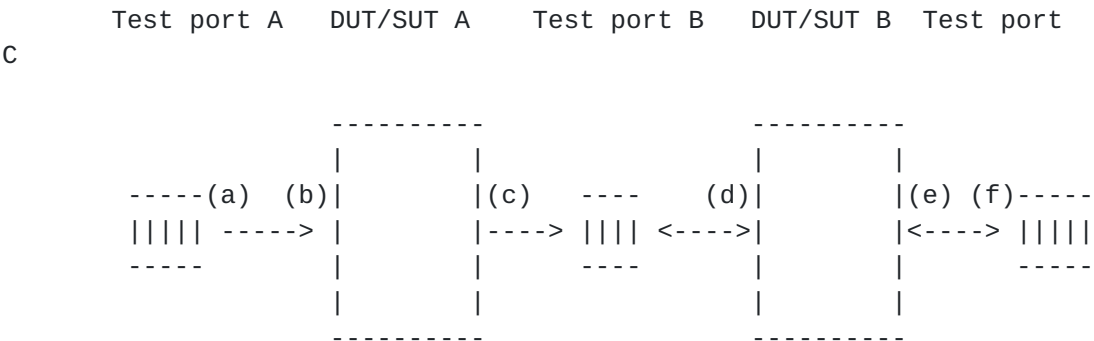 Test port A   DUT/SUT A    Test port B   DUT/SUT B  Test port
C
----------                 ----------
|        |                 |        |
-----(a)  (b)|        |(c)   ----    (d)|        |(e) (f)-----
||||| -----> |        |----> |||| <---->|        |<----> |||||
-----        |        |      ----       |        |       -----
|        |                 |        |
----------                 ----------